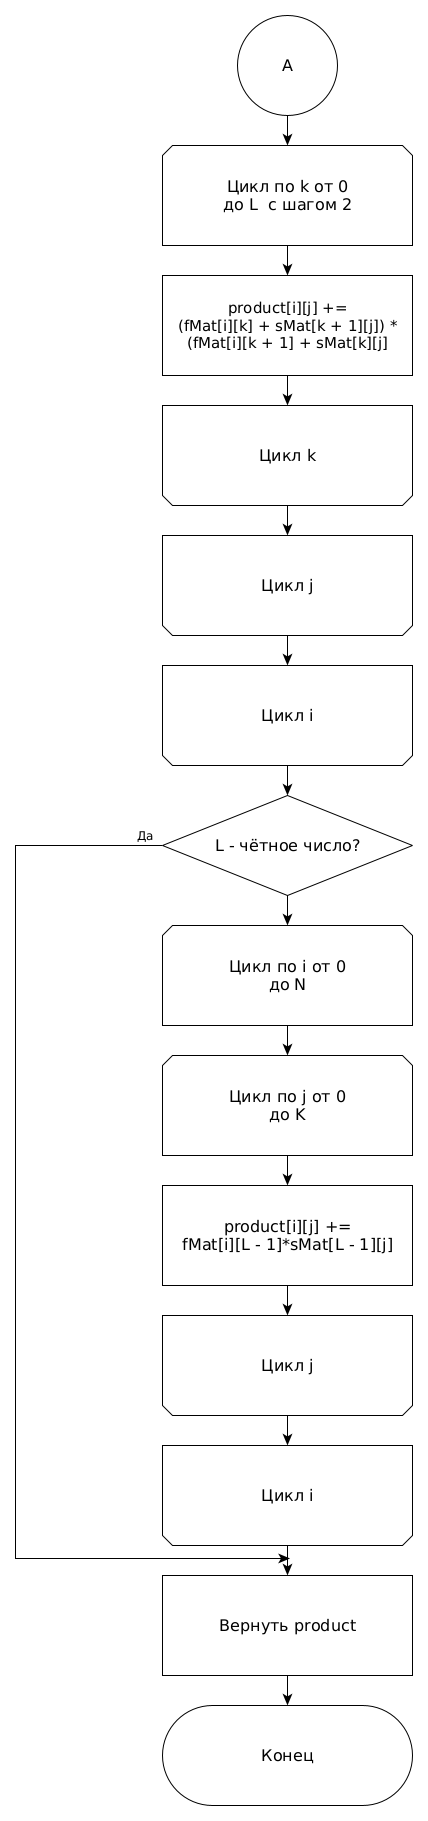 A
Цикл по k от 0
до L с шагом 2
product[i][j] +=
(fMat[i][k] + sMat[k + 1][j]) *
(fMat[i][k + 1] + sMat[k][j]
Цикл k
Цикл j
Цикл i
Да
L - чётное число?
Цикл по i от 0
до N
Цикл по j от 0
до K
product[i][j] +=
fMat[i][L - 1]*sMat[L - 1][j]
Цикл j
Цикл i
Вернуть product
Конец